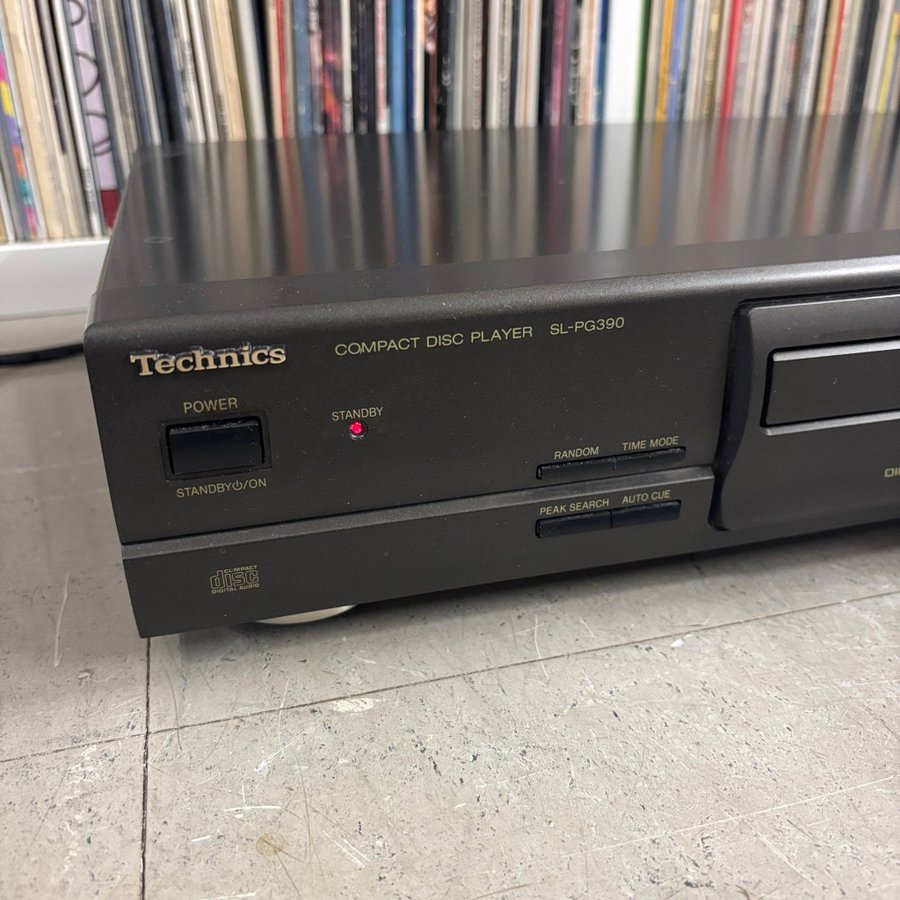 Technics
COMPACT DISC PLAYER SL-PG390
POWER
STANDBY
STANDBY⏻/ON
RANDOM
TIME MODE
PEAK SEARCH
AUTO CUE
COMPACT
disc
DIGITAL AUDIO